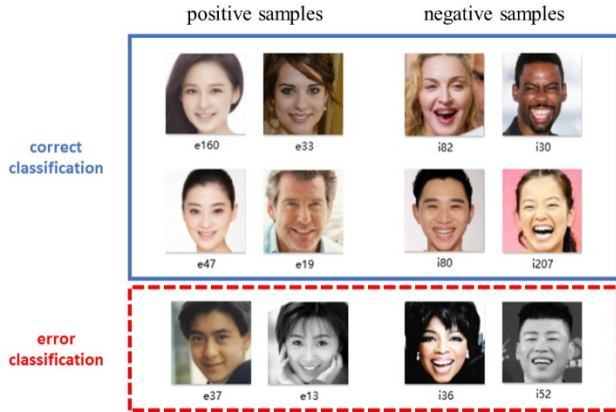 positive samples
negative samples
correct
classification
e160
e33
i82
i30
e47
e19
i80
i207
error
classification
e37
e13
i36
i52